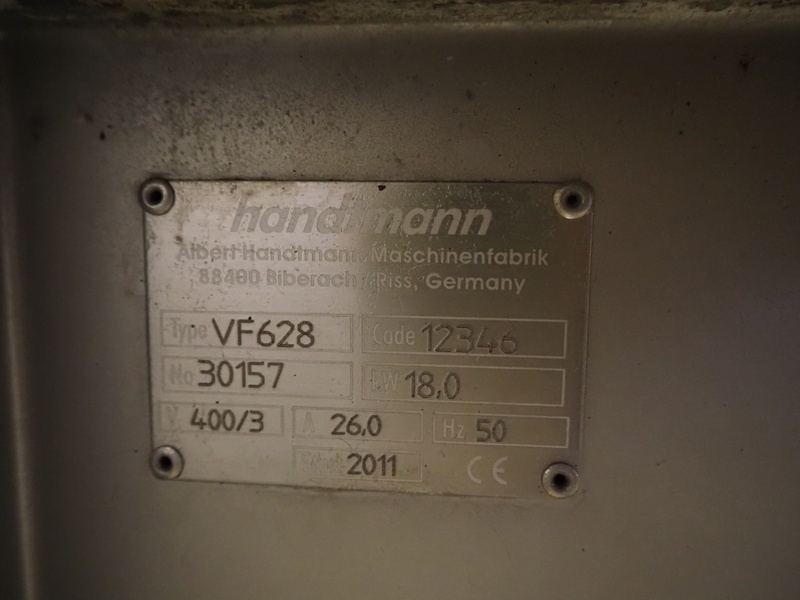 handtmann
Albert Handtmann Maschinenfabrik
88400 Biberach/Riss, Germany
Type VF628 Code 12346
No 30157 kW 18,0
V 400/3 A 26,0 Hz 50
2011 CE